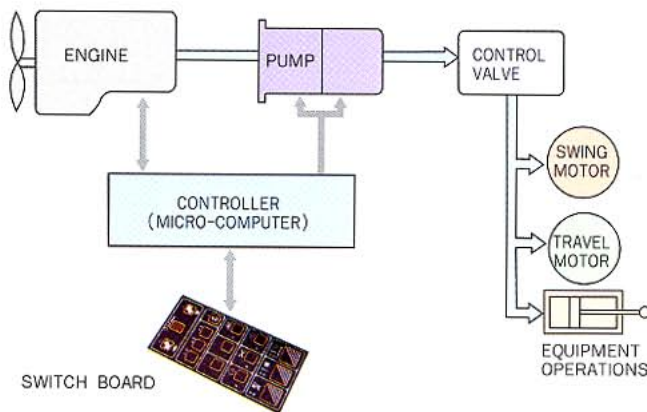 ENGINE
PUMP
CONTROL
VALVE
SWING
MOTOR
CONTROLLER
(MICRO-COMPUTER)
TRAVEL
MOTOR
SWITCH BOARD
EQUIPMENT
OPERATIONS